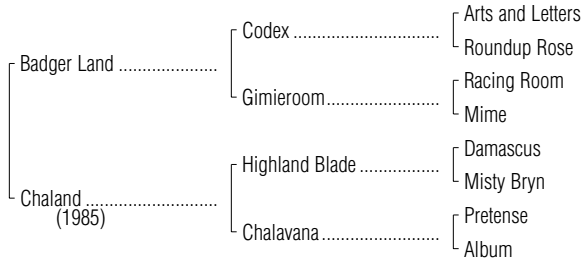 Arts and Letters
Codex
Roundup Rose
Badger Land
Racing Room
Gimieroom
Mime
Damascus
Highland Blade
Misty Bryn
Chaland
(1985)
Pretense
Chalavana
Album